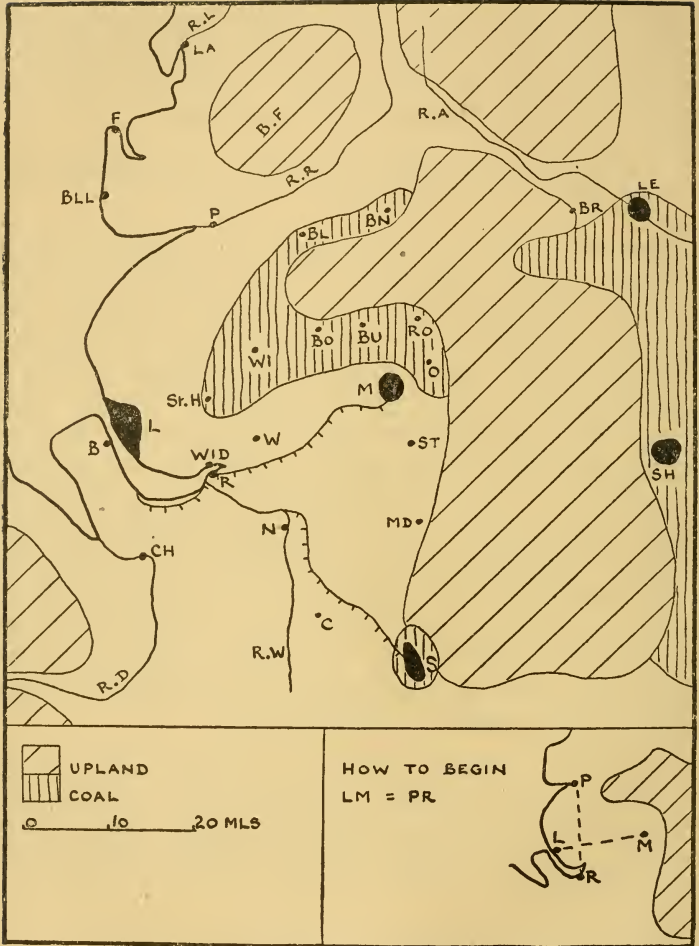 R.L
LA
F
B.F
R.A
BLL
R.R
LE
P
BN
BR
BL
RO
BO
BU
WI
O
M
ST.H
L
B
WID
W
ST
SH
R
N
MD
CH
C
R.W
S
R.D
UPLAND
COAL
0 10 20 MLS
HOW TO BEGIN
LM = PR
P
L
M
R